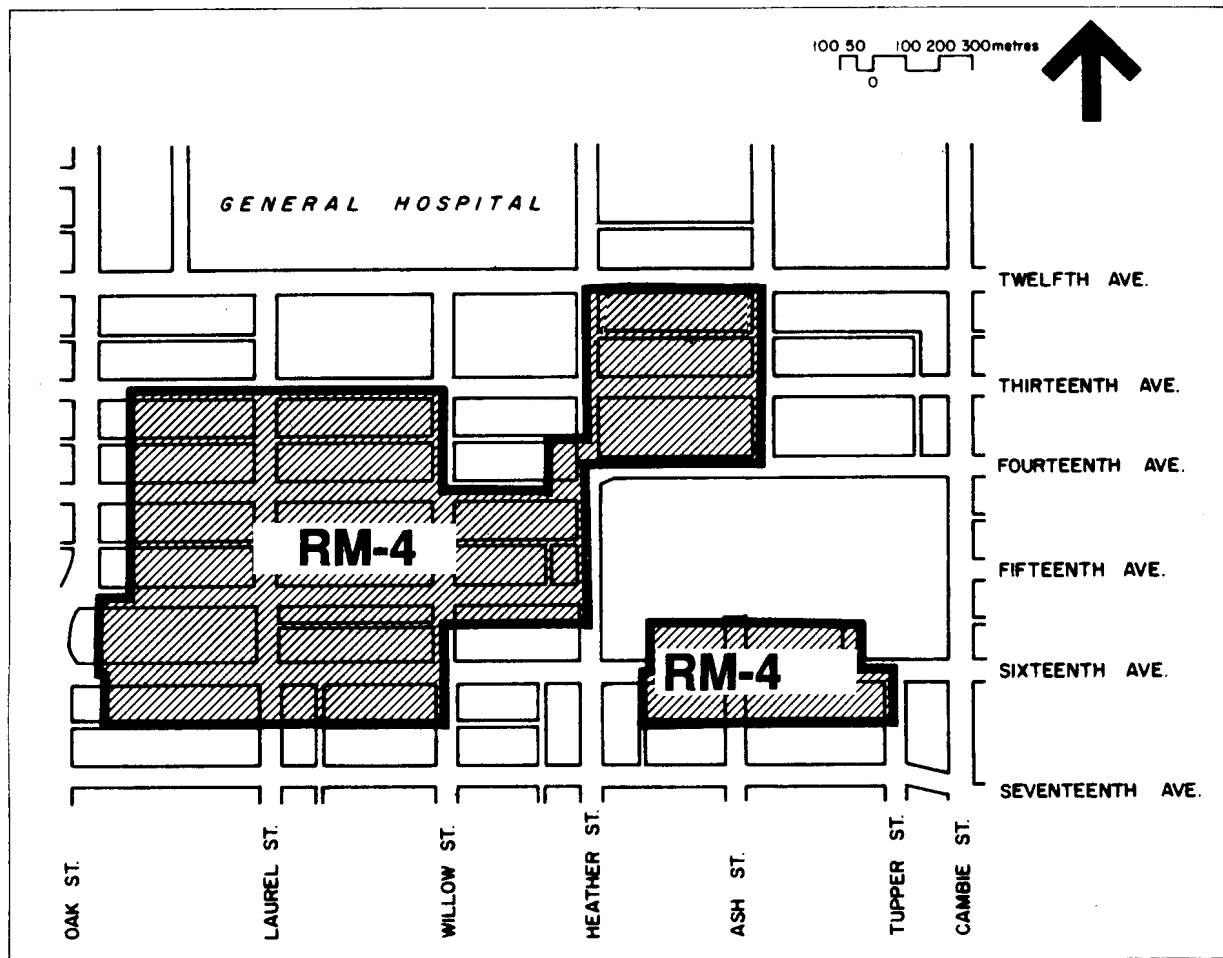 100 50 100 200 300metres
0
GENERAL HOSPITAL
TWELFTH AVE.
THIRTEENTH AVE.
FOURTEENTH AVE.
RM-4
FIFTEENTH AVE.
RM-4
SIXTEENTH AVE.
SEVENTEENTH AVE.
OAK ST.
LAUREL ST.
WILLOW ST.
HEATHER ST.
ASH ST.
TUPPER ST.
CAMBIE ST.